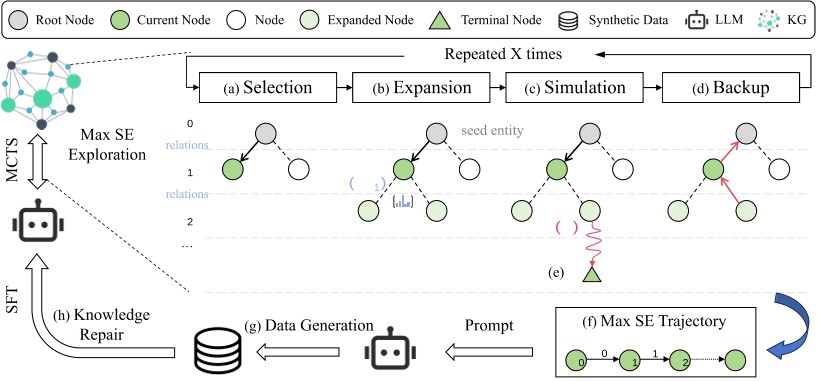 Root Node Current Node Node Expanded Node Terminal Node Synthetic Data LLM KG
Repeated X times
(a) Selection (b) Expansion (c) Simulation (d) Backup
MCTS
Max SE
Exploration
0
relations
1
relations
2
...
seed entity
( 1)
( )
(e)
SFT
(h) Knowledge
Repair
(g) Data Generation
Prompt
(f) Max SE Trajectory
0 0 1 1 2